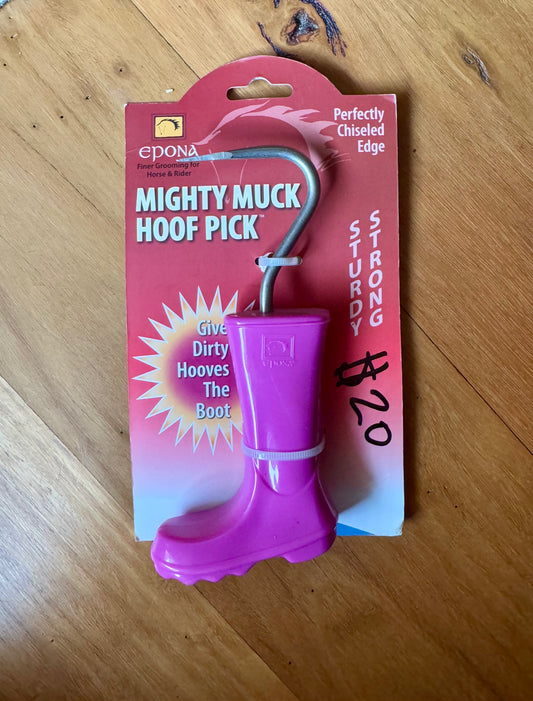 EPONA
Finer Grooming for
Horse & Rider
Perfectly
Chiseled
Edge
MIGHTY MUCK
HOOF PICK™
STURDY
STRONG
Give
Dirty
Hooves
The
Boot
epona
$20